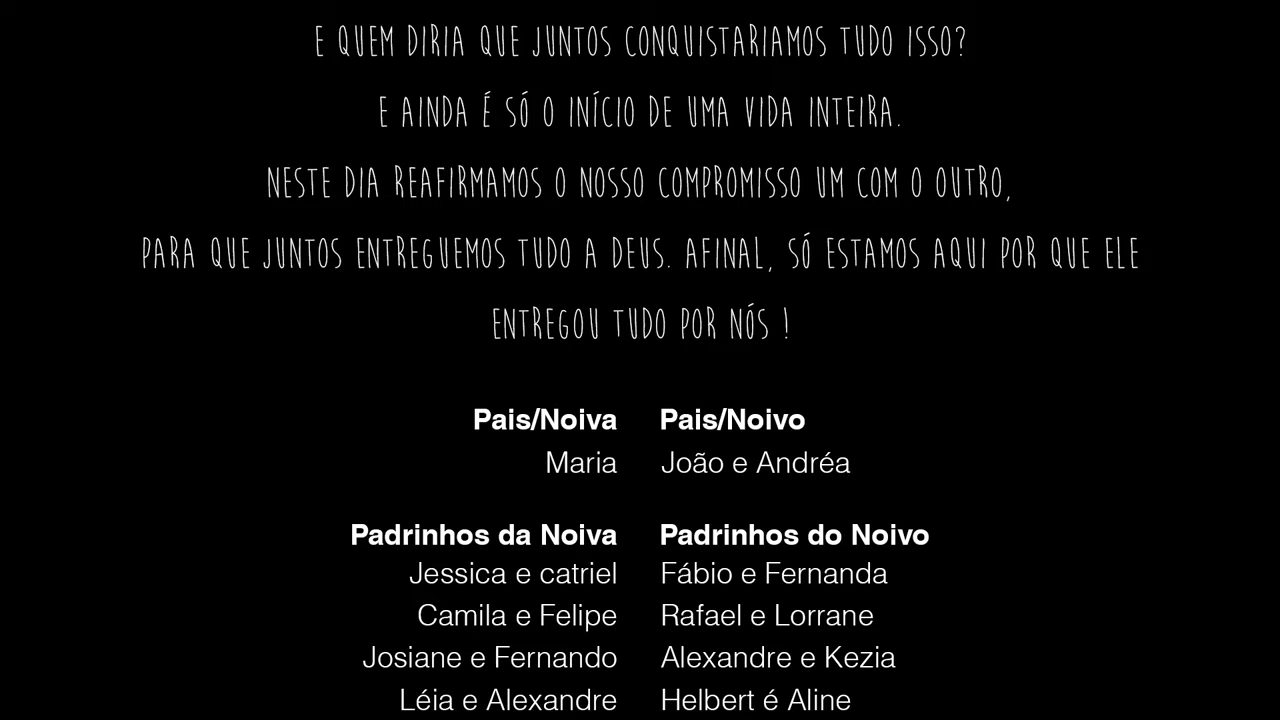 E QUEM DIRIA QUE JUNTOS CONQUISTARIAMOS TUDO ISSO?
E AINDA É SÓ O INÍCIO DE UMA VIDA INTEIRA.
NESTE DIA REAFIRMAMOS O NOSSO COMPROMISSO UM COM O OUTRO,
PARA QUE JUNTOS ENTREGUEMOS TUDO A DEUS. AFINAL, SÓ ESTAMOS AQUI POR QUE ELE
ENTREGOU TUDO POR NÓS !
Pais/Noiva Pais/Noivo
Maria João e Andréa
Padrinhos da Noiva Padrinhos do Noivo
Jessica e catriel Fábio e Fernanda
Camila e Felipe Rafael e Lorrane
Josiane e Fernando Alexandre e Kezia
Léia e Alexandre Helbert é Aline